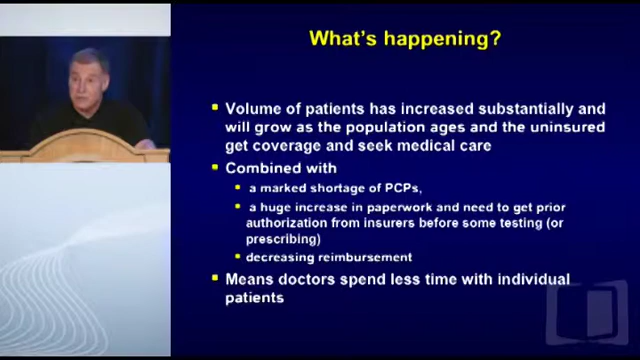 What's happening?
Volume of patients has increased substantially and
will grow as the population ages and the uninsured
get coverage and seek medical care
Combined with
a marked shortage of PCPs,
a huge increase in paperwork and need to get prior
authorization from insurers before some testing (or
prescribing)
decreasing reimbursement
Means doctors spend less time with individual
patients